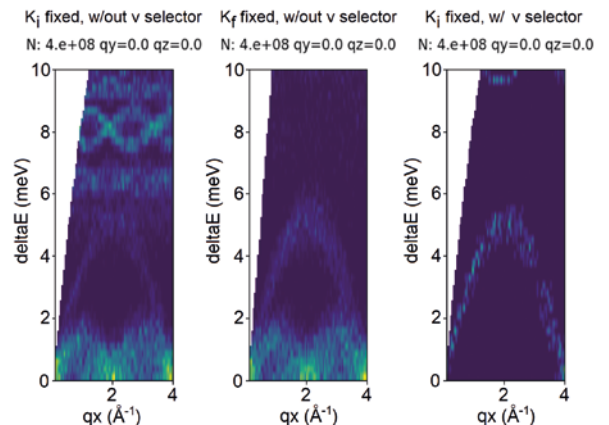 Ki fixed, w/out v selector
N: 4.e+08 qy=0.0 qz=0.0
10
8
6
4
2
0
deltaE (meV)
0
2
4
qx (Å⁻¹)
Kf fixed, w/out v selector
N: 4.e+08 qy=0.0 qz=0.0
10
8
6
4
2
0
deltaE (meV)
0
2
4
qx (Å⁻¹)
Ki fixed, w/ v selector
N: 4.e+08 qy=0.0 qz=0.0
10
8
6
4
2
0
deltaE (meV)
0
2
4
qx (Å⁻¹)